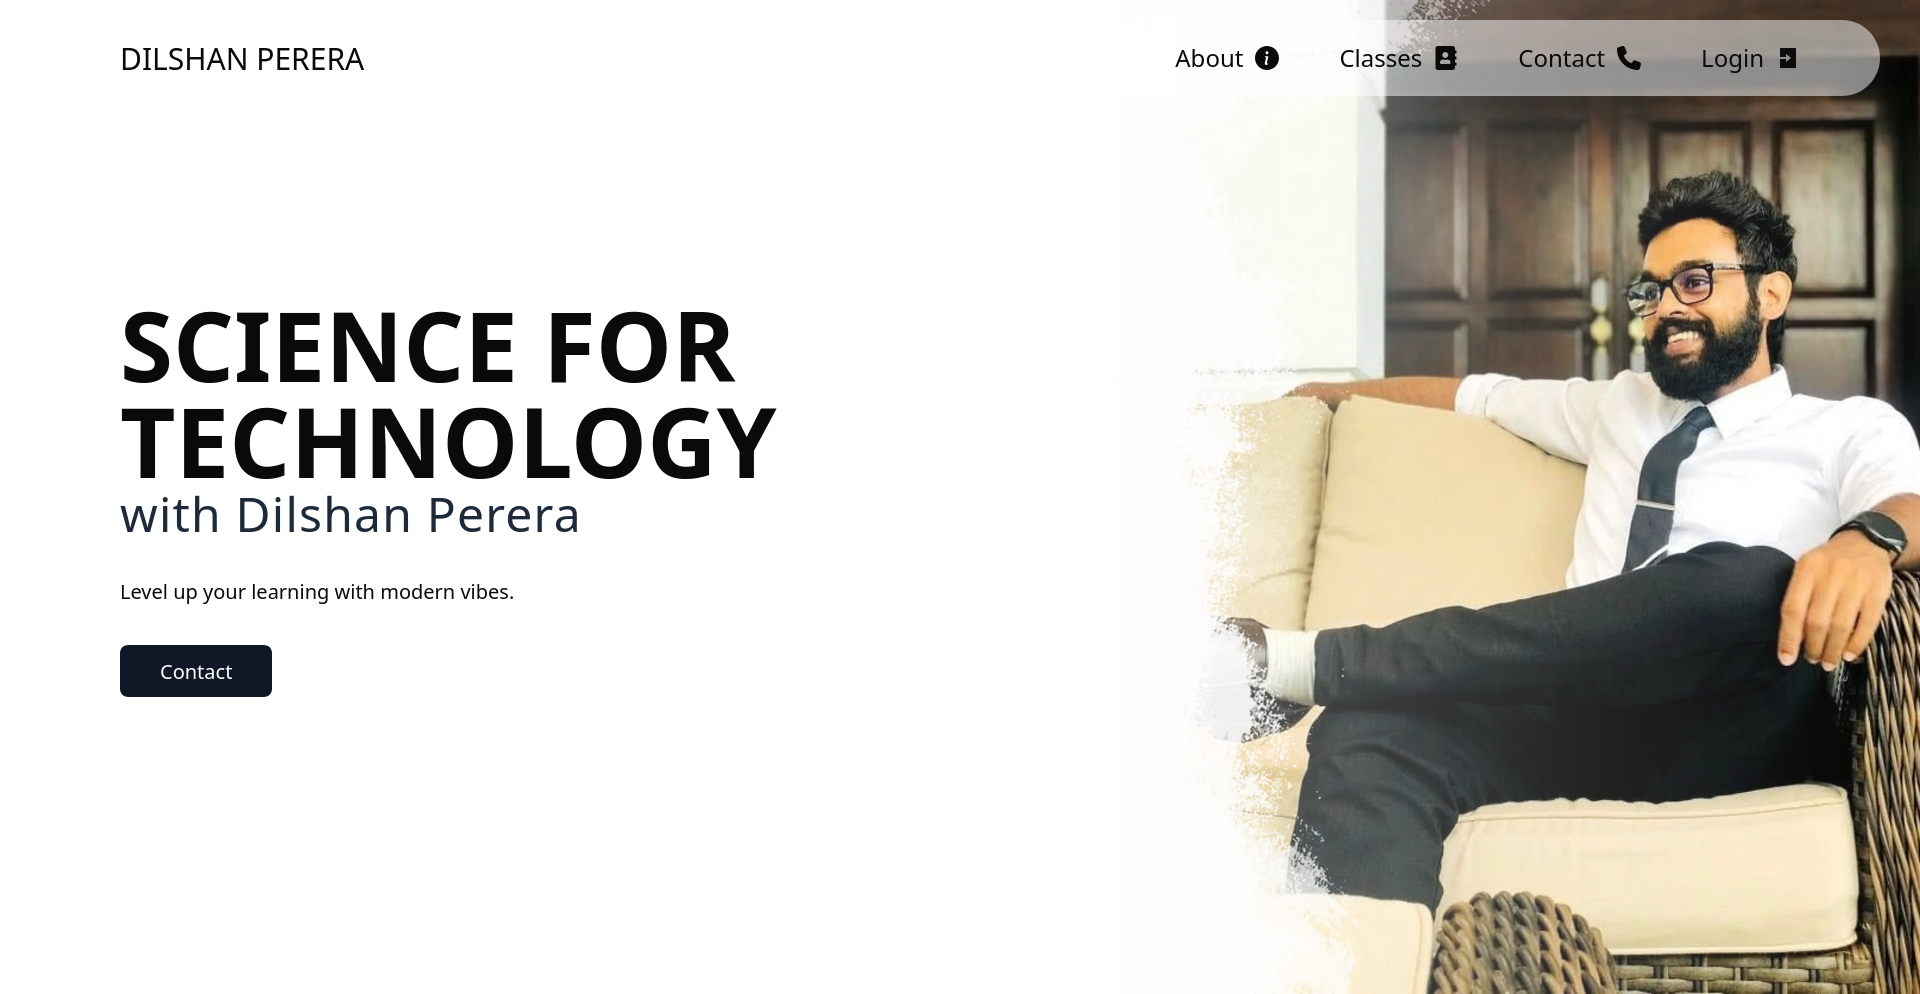 DILSHAN PERERA
About
Classes
Contact
Login
SCIENCE FOR
TECHNOLOGY
with Dilshan Perera
Level up your learning with modern vibes.
Contact